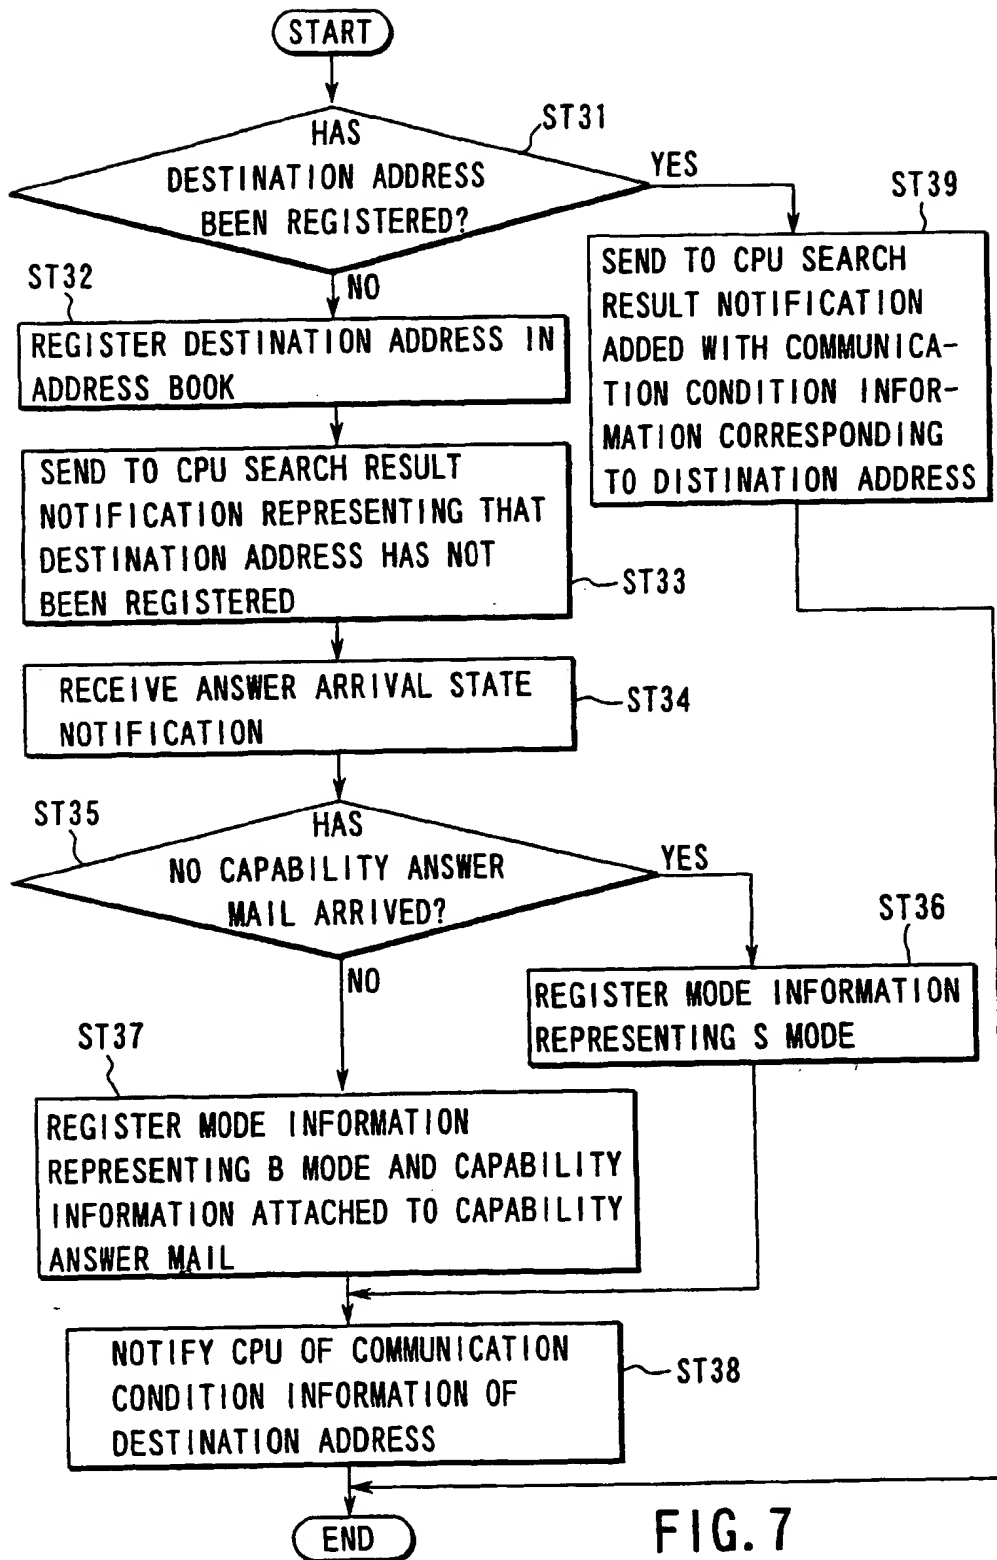 START
HAS
DESTINATION ADDRESS
BEEN REGISTERED?
ST31
YES
NO
ST39
SEND TO CPU SEARCH
RESULT NOTIFICATION
ADDED WITH COMMUNICA-
TION CONDITION INFOR-
MATION CORRESPONDING
TO DISTINATION ADDRESS
ST32
REGISTER DESTINATION ADDRESS IN
ADDRESS BOOK
SEND TO CPU SEARCH RESULT
NOTIFICATION REPRESENTING THAT
DESTINATION ADDRESS HAS NOT
BEEN REGISTERED
ST33
RECEIVE ANSWER ARRIVAL STATE
NOTIFICATION
ST34
ST35
HAS
NO CAPABILITY ANSWER
MAIL ARRIVED?
YES
NO
ST36
REGISTER MODE INFORMATION
REPRESENTING S MODE
ST37
REGISTER MODE INFORMATION
REPRESENTING B MODE AND CAPABILITY
INFORMATION ATTACHED TO CAPABILITY
ANSWER MAIL
NOTIFY CPU OF COMMUNICATION
CONDITION INFORMATION OF
DESTINATION ADDRESS
ST38
END
FIG. 7